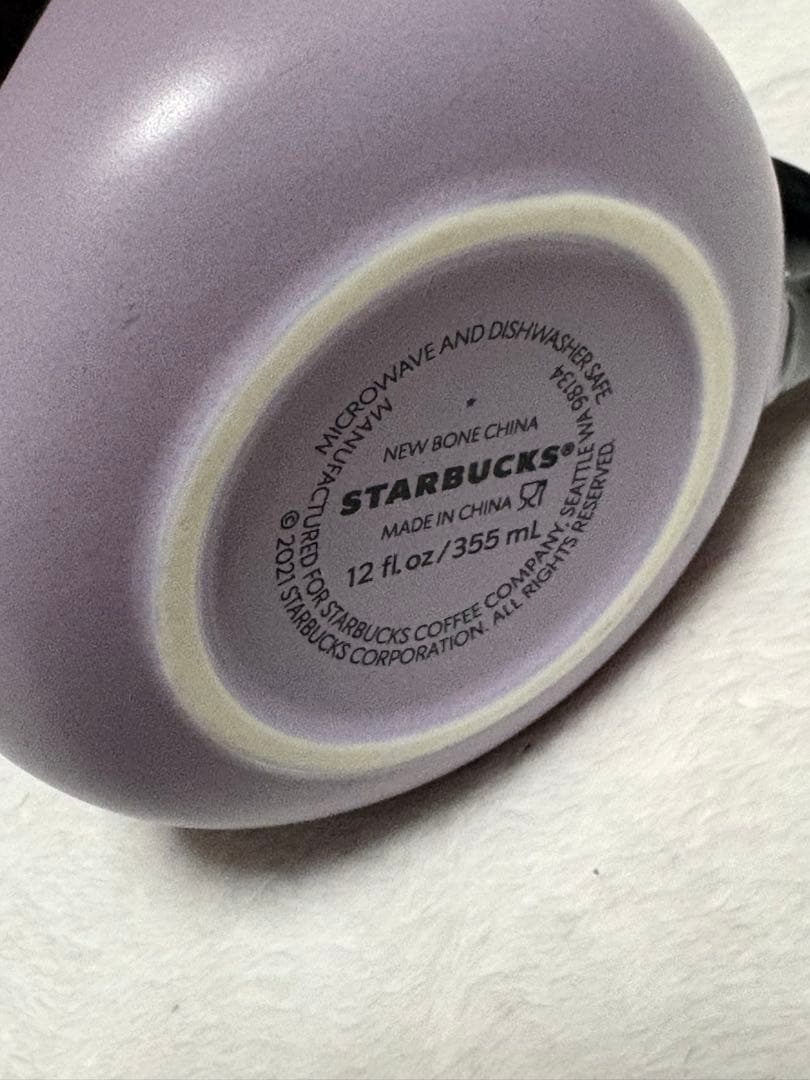 MICROWAVE AND DISHWASHER SAFE
NEW BONE CHINA
STARBUCKS®
MADE IN CHINA
12 fl.oz/355 mL
MANUFACTURED FOR STARBUCKS COFFEE COMPANY, SEATTLE WA 98134
© 2021 STARBUCKS CORPORATION. ALL RIGHTS RESERVED.